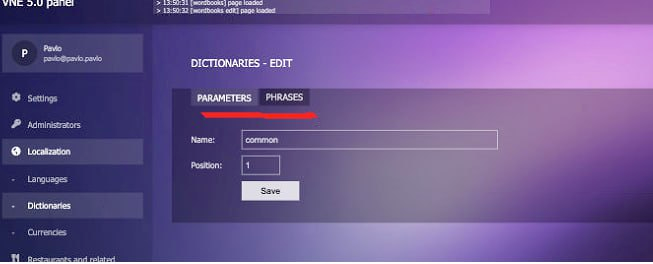 VNE 5.0 panel
> 13:50:31 [wordbooks] page loaded
> 13:50:32 [wordbooks edit] page loaded
P
Pavlo
pavlo@pavlo.pavlo
DICTIONARIES - EDIT
PARAMETERS
PHRASES
Settings
Administrators
Localization
- Languages
- Dictionaries
- Currencies
Restaurants and related
Name:
common
Position:
1
Save